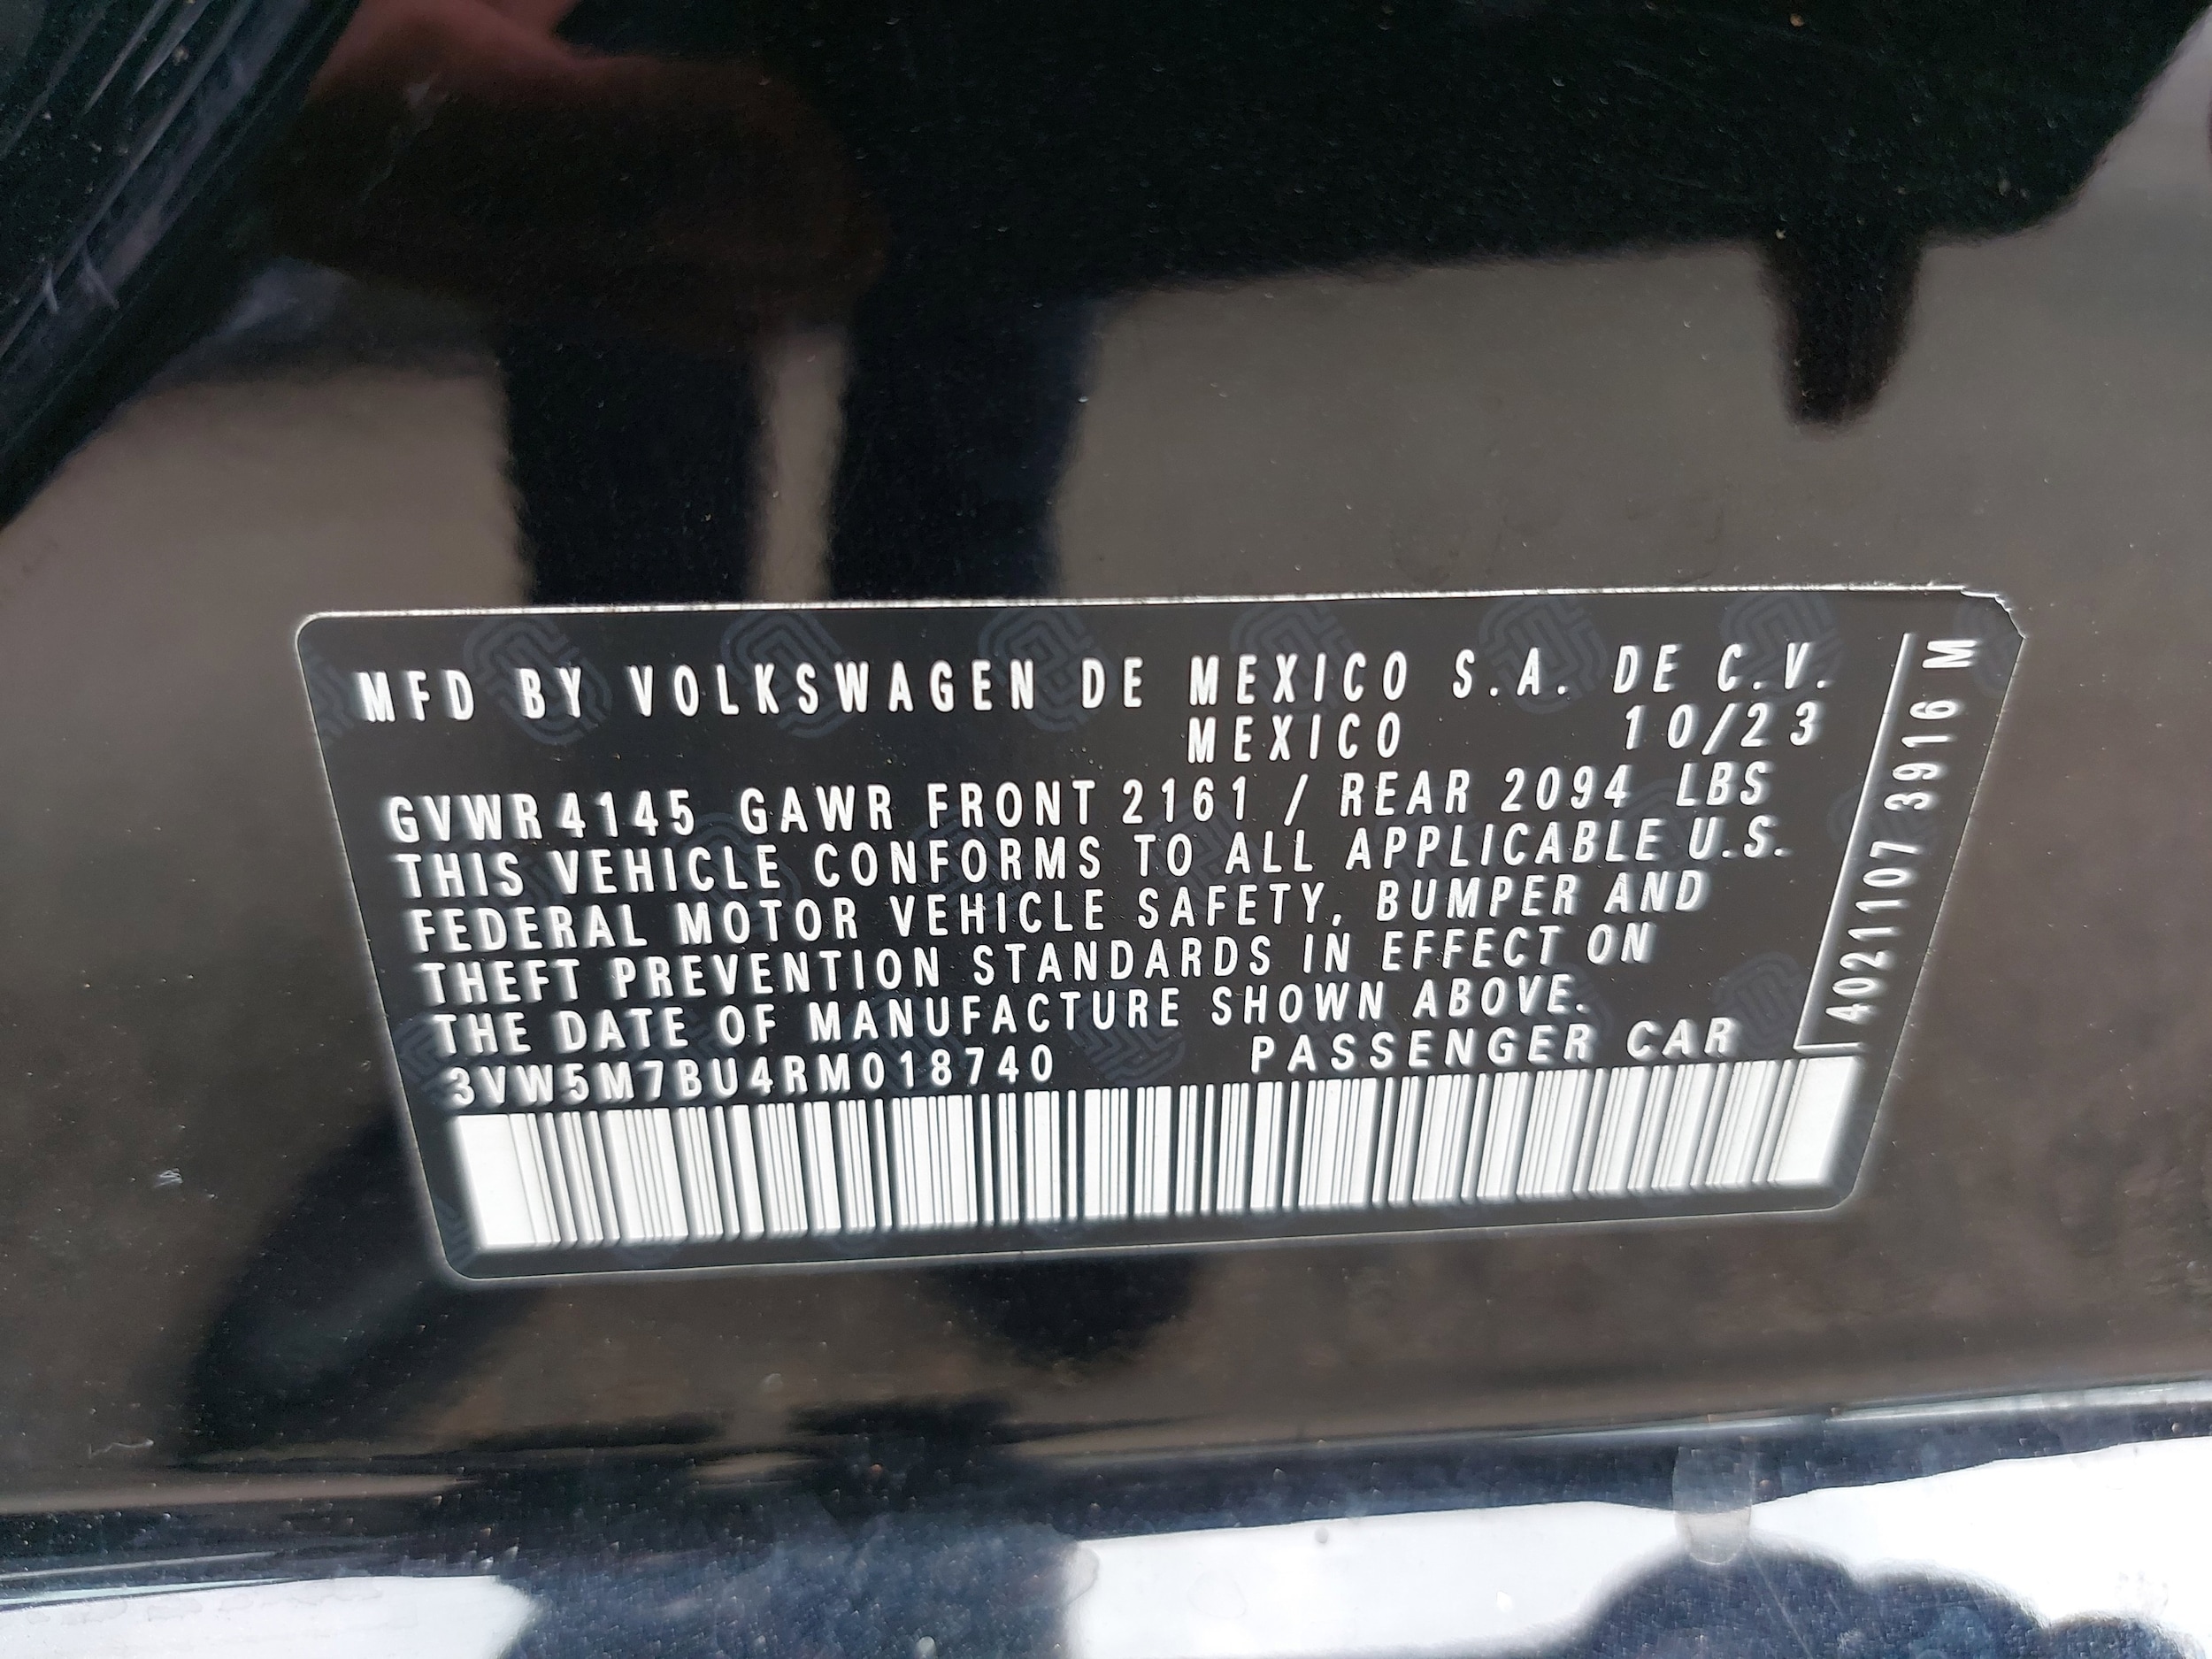 MFD BY VOLKSWAGEN DE MEXICO S.A. DE C.V.
MEXICO 10/23
GVWR 4145 GAWR FRONT 2161 / REAR 2094 LBS
THIS VEHICLE CONFORMS TO ALL APPLICABLE U.S.
FEDERAL MOTOR VEHICLE SAFETY, BUMPER AND
THEFT PREVENTION STANDARDS IN EFFECT ON
THE DATE OF MANUFACTURE SHOWN ABOVE.
3VW5M7BU4RM018740 PASSENGER CAR
4021107 3916 M